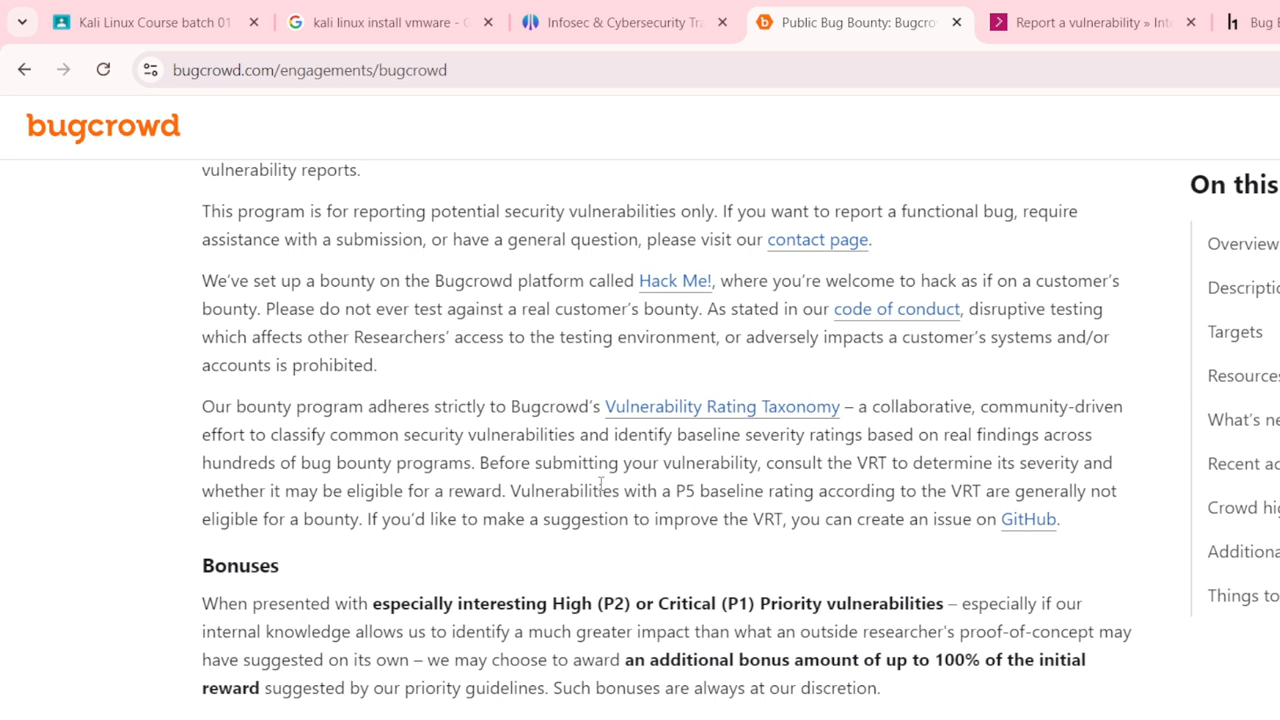 Kali Linux Course batch 01
kali linux install vmware - G
Infosec & Cybersecurity Tra
Public Bug Bounty: Bugcro
Report a vulnerability » Int
Bug B
bugcrowd.com/engagements/bugcrowd
bugcrowd
vulnerability reports.
This program is for reporting potential security vulnerabilities only. If you want to report a functional bug, require
assistance with a submission, or have a general question, please visit our contact page.
We've set up a bounty on the Bugcrowd platform called Hack Me!, where you're welcome to hack as if on a customer's
bounty. Please do not ever test against a real customer's bounty. As stated in our code of conduct, disruptive testing
which affects other Researchers' access to the testing environment, or adversely impacts a customer's systems and/or
accounts is prohibited.
Our bounty program adheres strictly to Bugcrowd's Vulnerability Rating Taxonomy – a collaborative, community-driven
effort to classify common security vulnerabilities and identify baseline severity ratings based on real findings across
hundreds of bug bounty programs. Before submitting your vulnerability, consult the VRT to determine its severity and
whether it may be eligible for a reward. Vulnerabilities with a P5 baseline rating according to the VRT are generally not
eligible for a bounty. If you'd like to make a suggestion to improve the VRT, you can create an issue on GitHub.
Bonuses
When presented with especially interesting High (P2) or Critical (P1) Priority vulnerabilities – especially if our
internal knowledge allows us to identify a much greater impact than what an outside researcher's proof-of-concept may
have suggested on its own – we may choose to award an additional bonus amount of up to 100% of the initial
reward suggested by our priority guidelines. Such bonuses are always at our discretion.
On this
Overview
Descriptio
Targets
Resources
What's ne
Recent ac
Crowd hig
Additiona
Things to